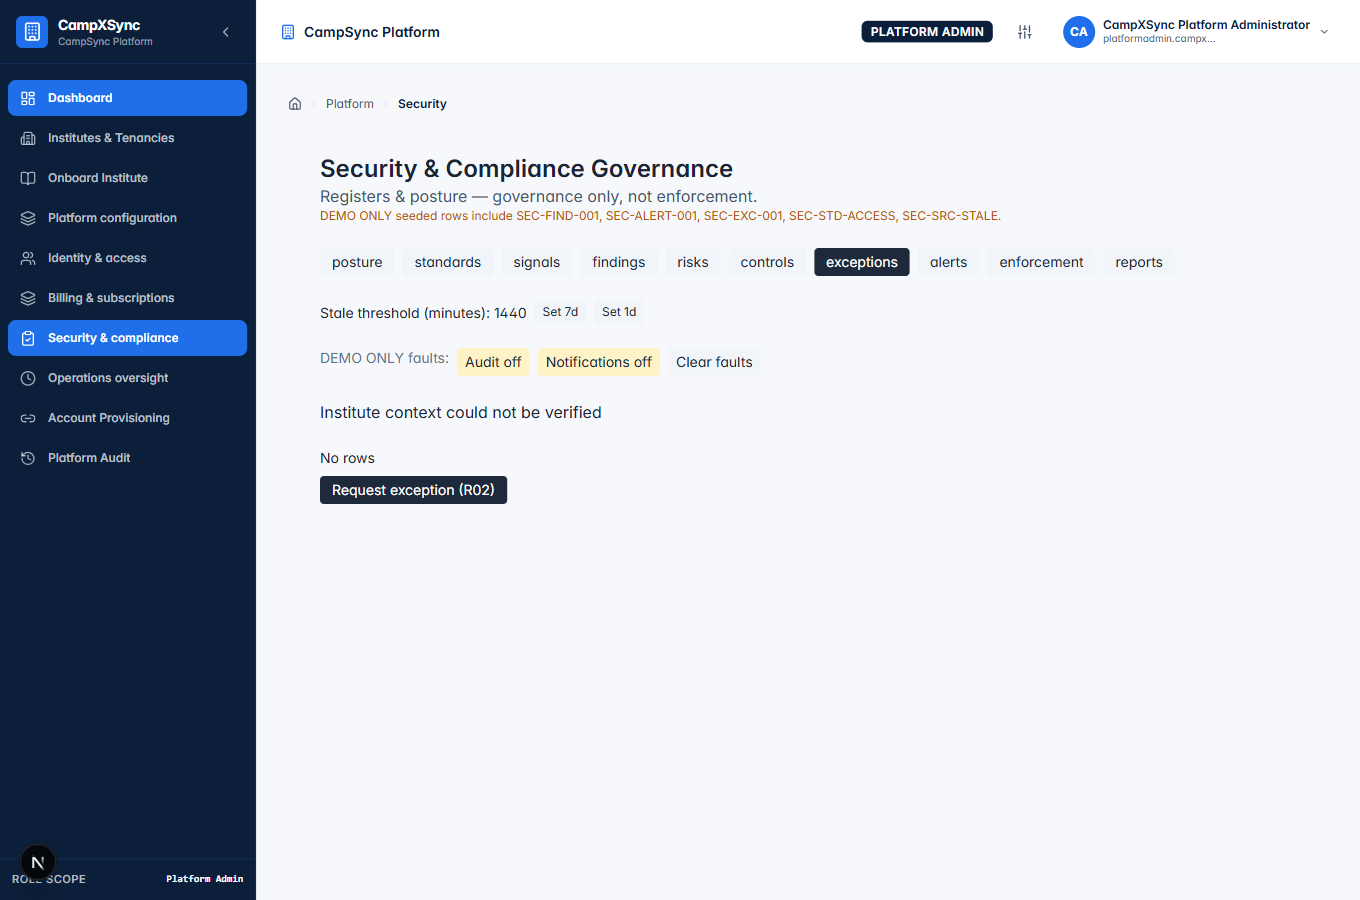 CampXSync
CampSync Platform
Dashboard
Institutes & Tenancies
Onboard Institute
Platform configuration
Identity & access
Billing & subscriptions
Security & compliance
Operations oversight
Account Provisioning
Platform Audit
N
SCOPE
Platform Admin
CampSync Platform
PLATFORM ADMIN
CA
CampXSync Platform Administrator
platformadmin.campx...
Platform
Security
Security & Compliance Governance
Registers & posture — governance only, not enforcement.
DEMO ONLY seeded rows include SEC-FIND-001, SEC-ALERT-001, SEC-EXC-001, SEC-STD-ACCESS, SEC-SRC-STALE.
posture standards signals findings risks controls exceptions alerts enforcement reports
Stale threshold (minutes): 1440 Set 7d Set 1d
DEMO ONLY faults: Audit off Notifications off Clear faults
Institute context could not be verified
No rows
Request exception (R02)